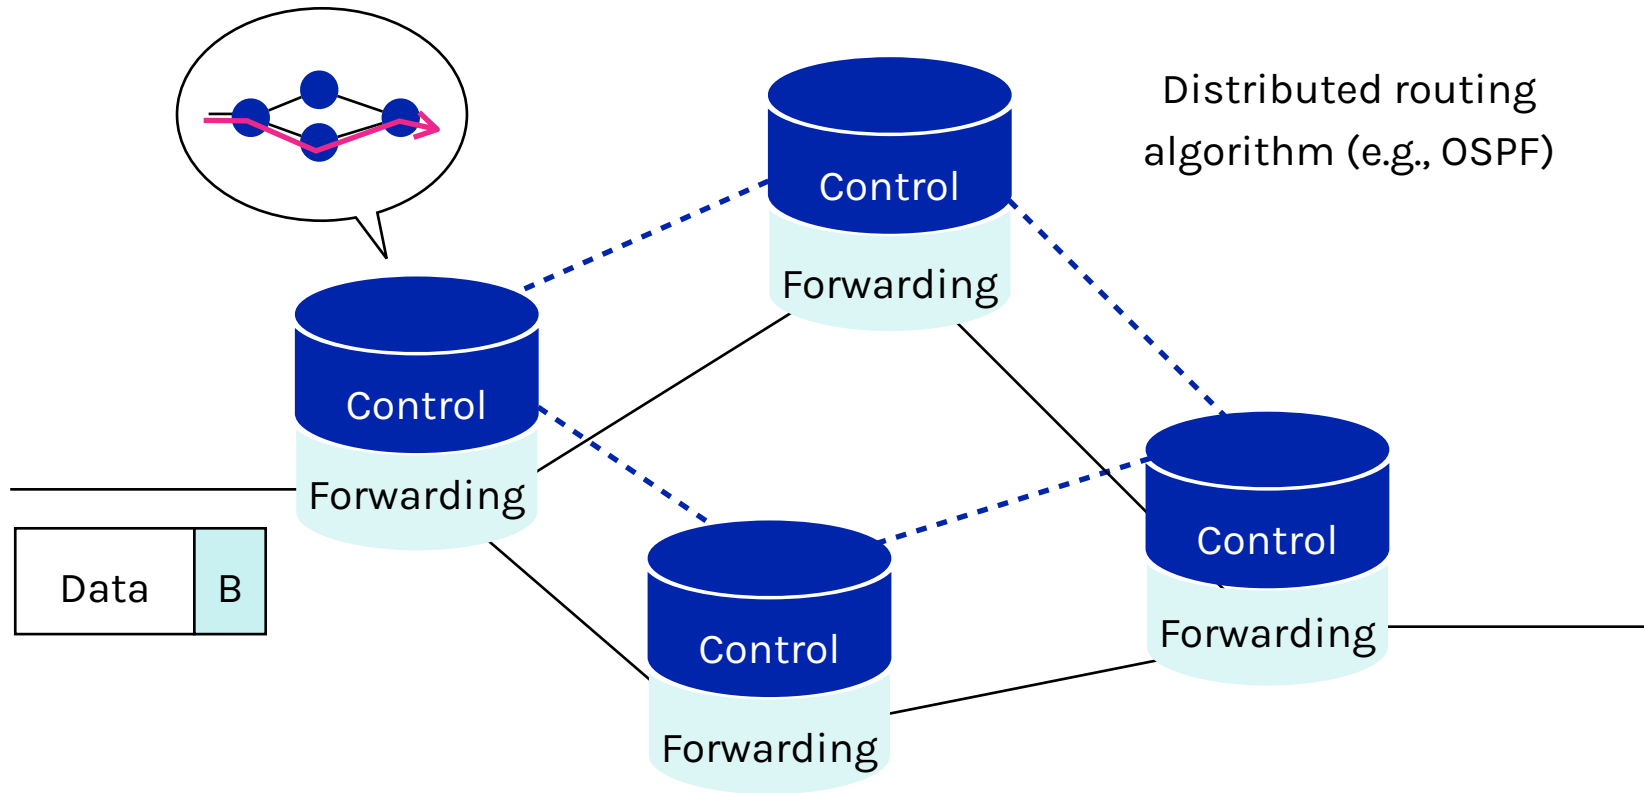 Distributed routing
algorithm (e.g., OSPF)
Control
Forwarding
Control
Forwarding
Data B
Control
Forwarding
Control
Forwarding